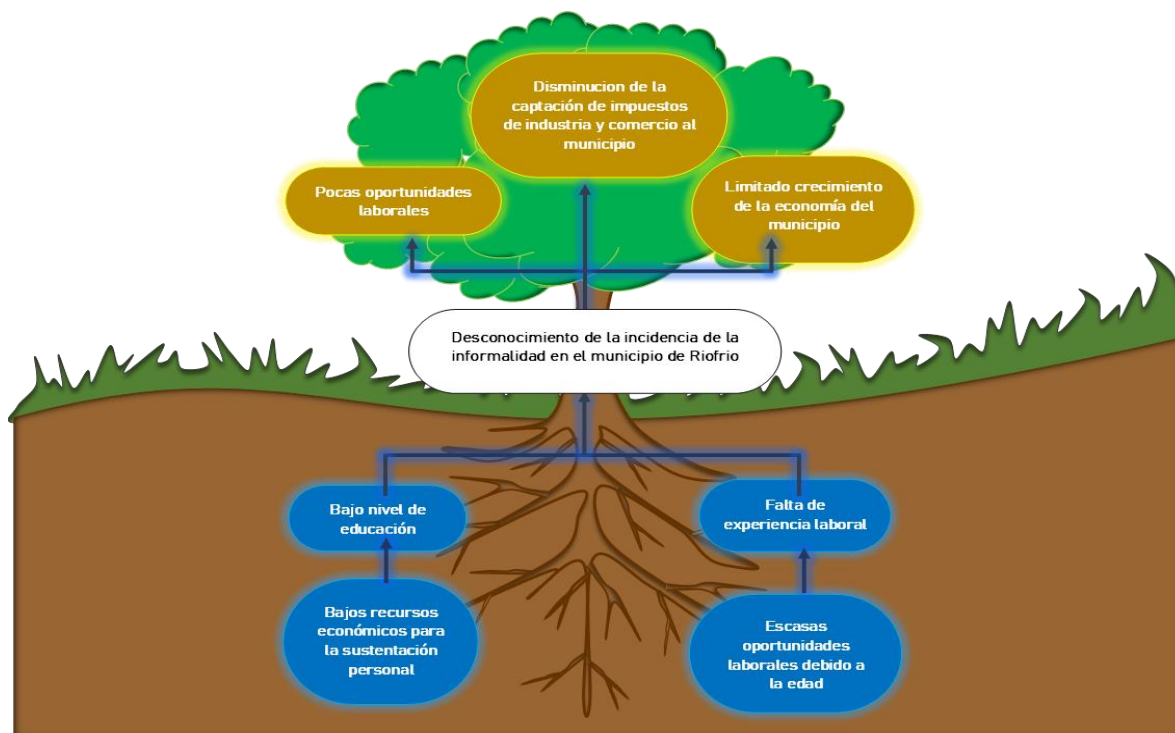 Disminucion de la
captación de impuestos
de industria y comercio al
municipio
Pocas oportunidades
laborales
Limitado crecimiento
de la economía del
municipio
Desconocimiento de la incidencia de la
informalidad en el municipio de Riofrio
Bajo nivel de
educación
Falta de
experiencia laboral
Bajos recursos
económicos para
la sustentación
personal
Escasas
oportunidades
laborales debido a
la edad